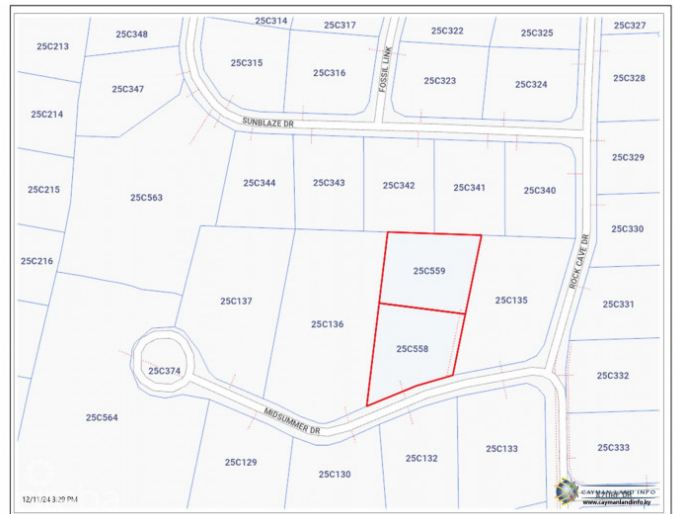 25C314
25C317
25C322
25C325
25C327
25C213
25C348
25C315
25C316
FOSSIL LINK
25C323
25C324
25C328
25C347
25C214
SUNBLAZE DR
25C329
25C215
25C563
25C344
25C343
25C342
25C341
25C340
25C330
25C216
25C559
ROCK CAVE DR
25C137
25C136
25C135
25C331
25C558
25C374
25C332
25C564
MIDSUMMER DR
25C129
25C130
25C132
25C133
25C333
12/11/24 3:29 PM
CAYMAN LAND INFO
www.caymanlandinfo.ky